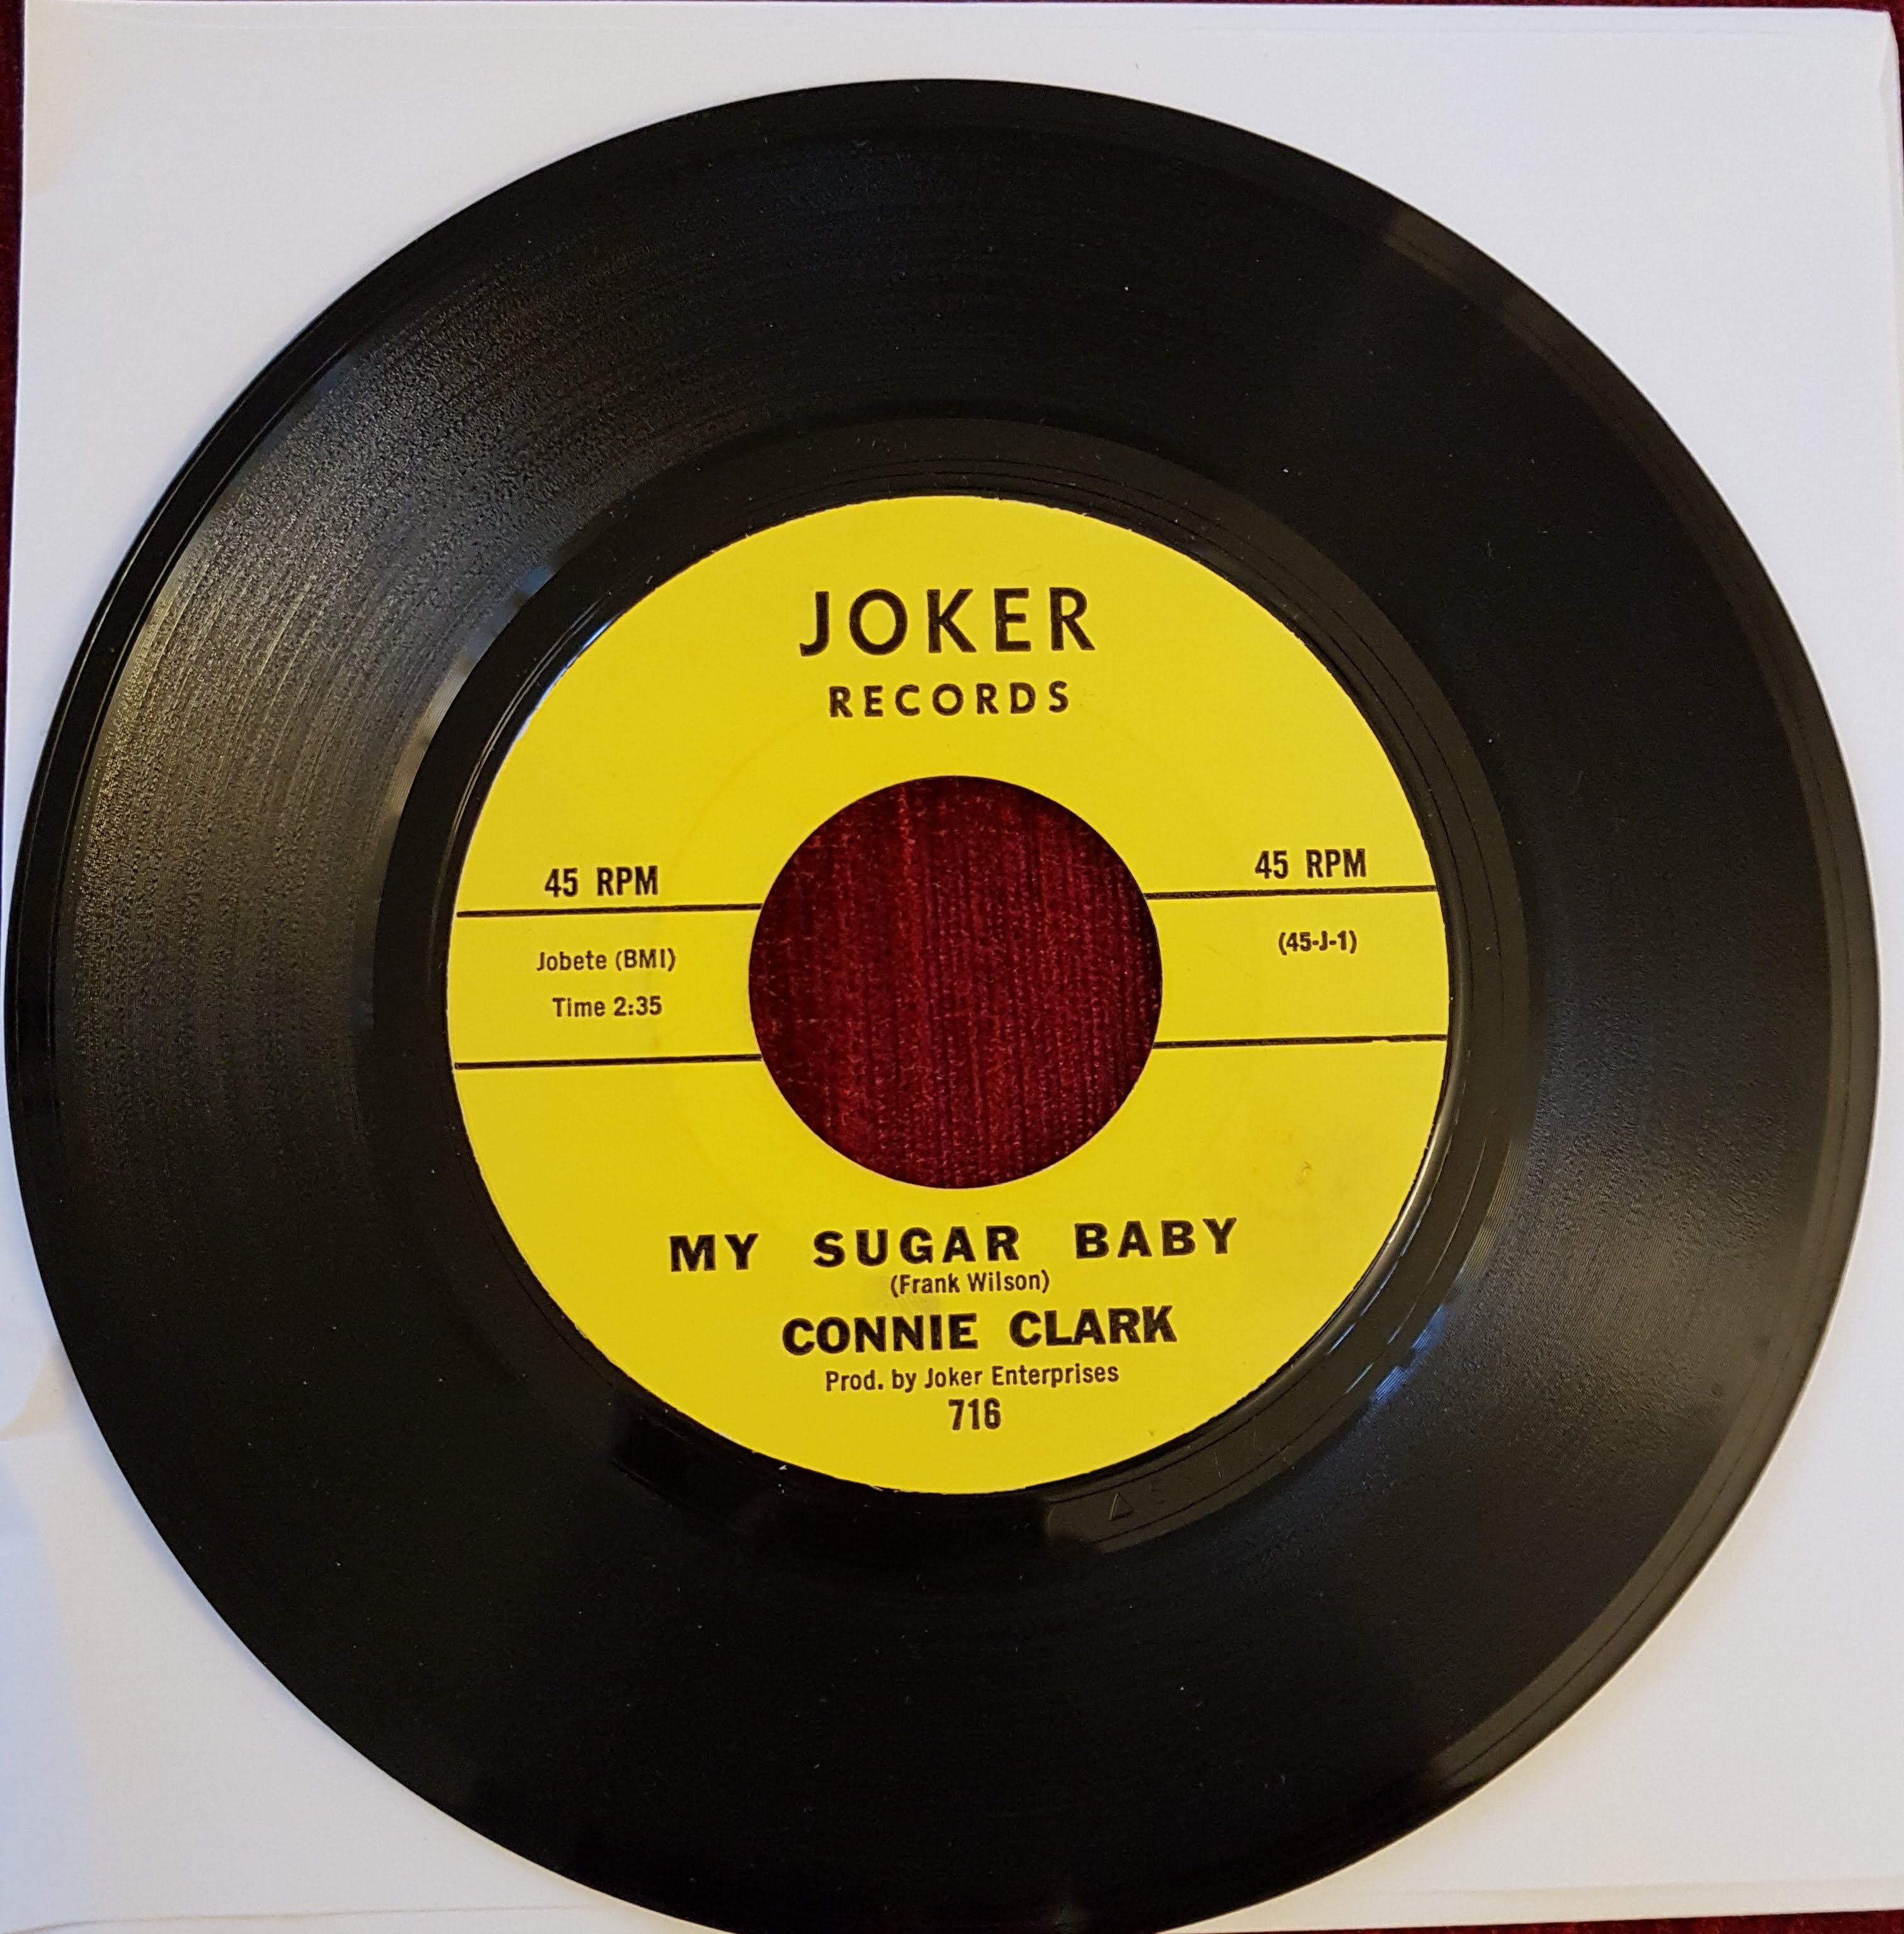 JOKER
RECORDS
45 RPM
45 RPM
Jobete (BMI)
Time 2:35
(45-J-1)
MY SUGAR BABY
(Frank Wilson)
CONNIE CLARK
Prod. by Joker Enterprises
716